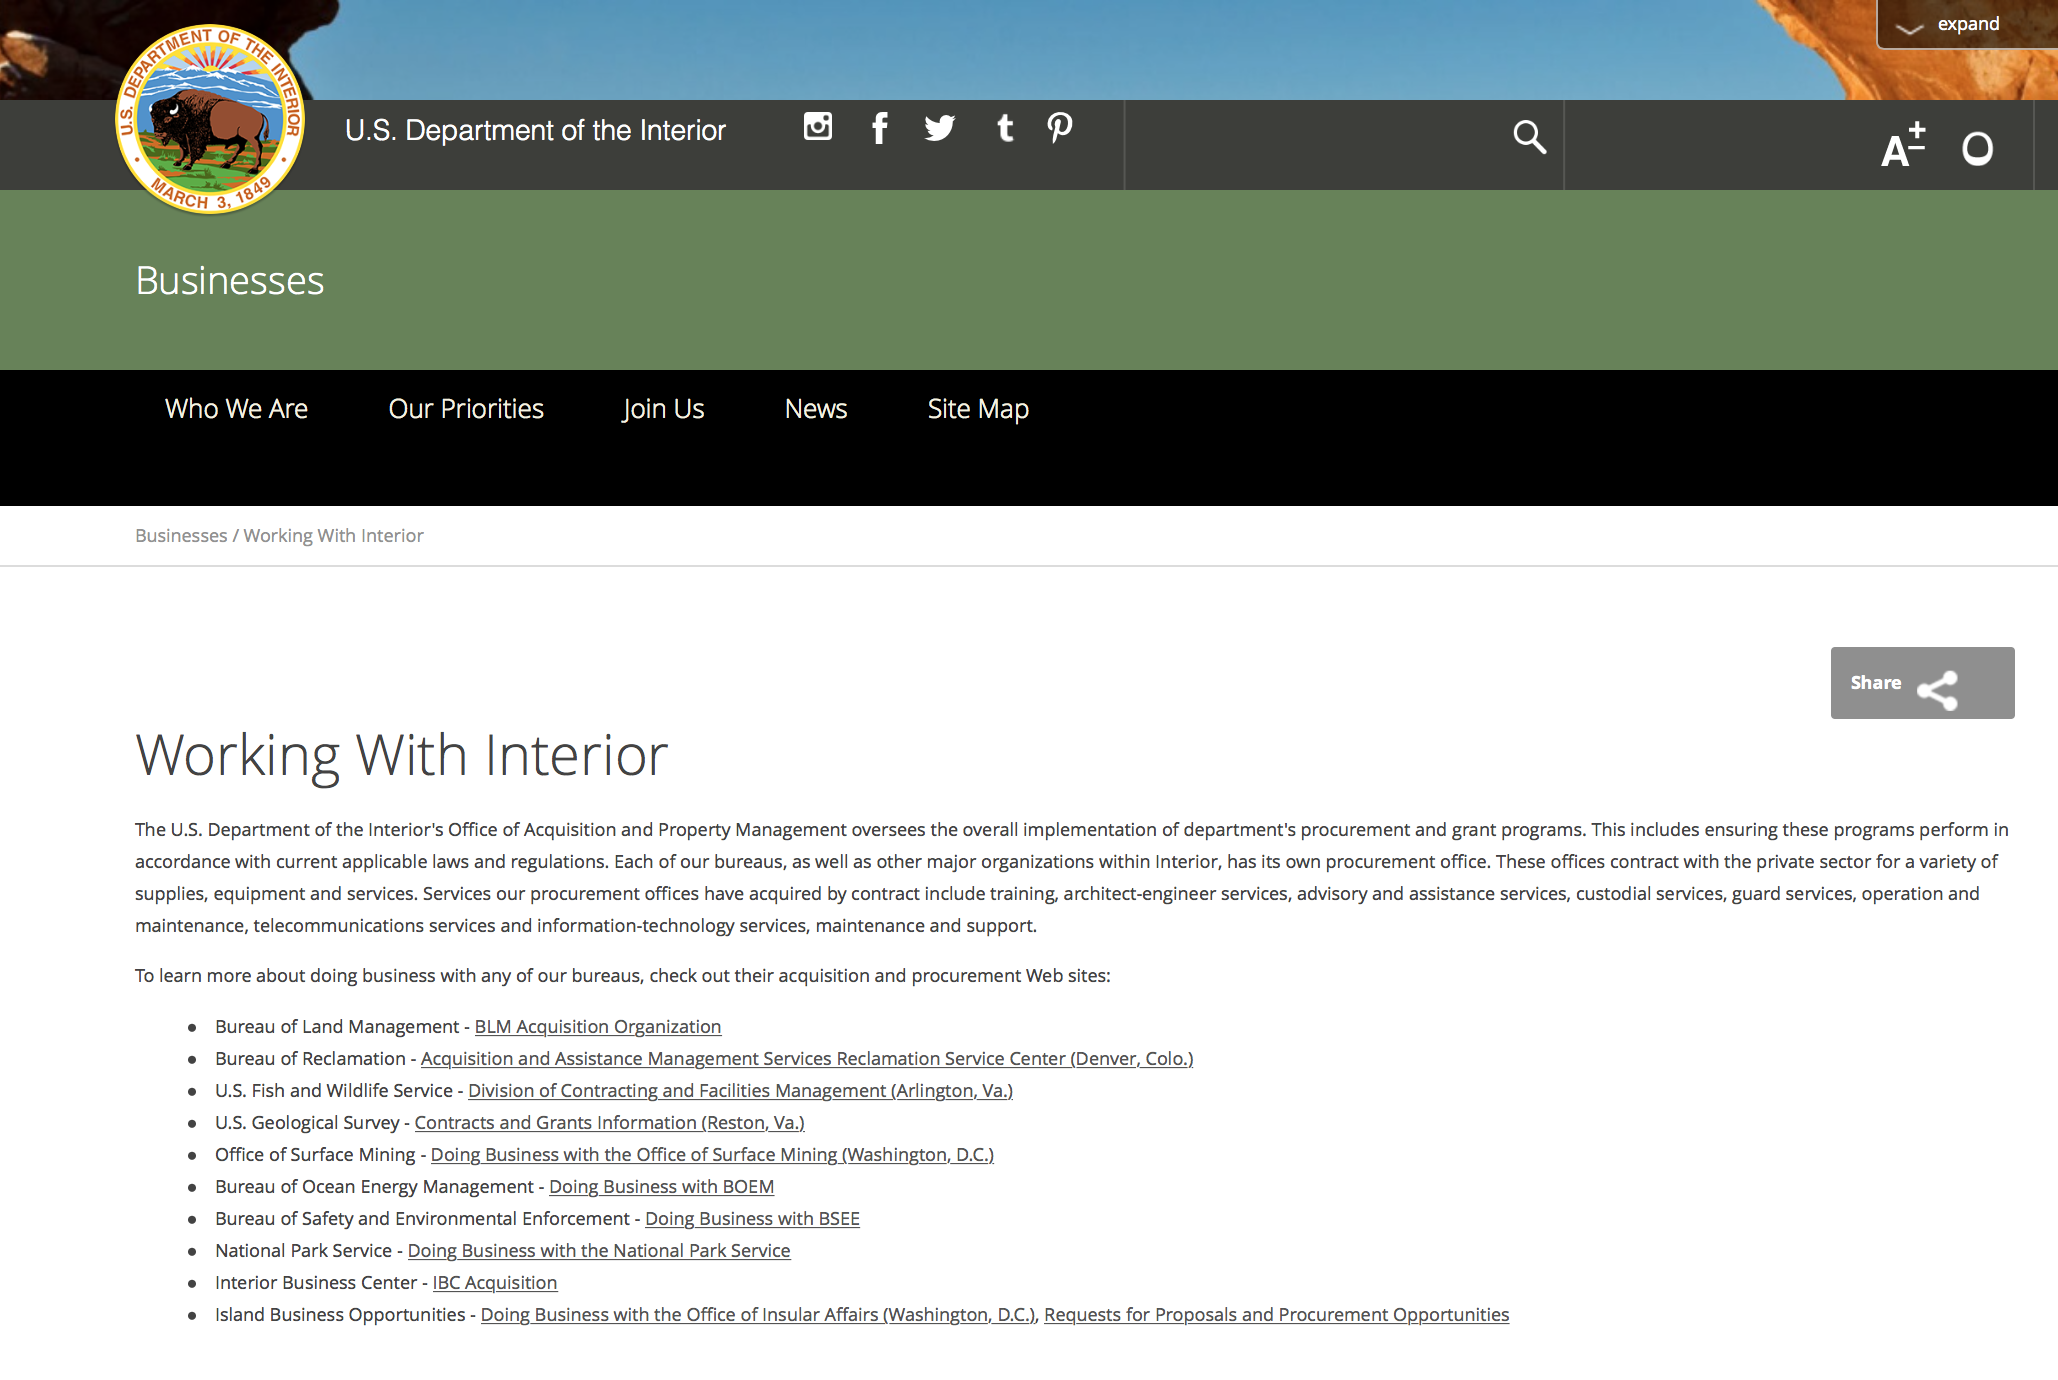 expand
U.S. DEPARTMENT OF THE INTERIOR
MARCH 3, 1849
U.S. Department of the Interior
A+-
Businesses
Who We Are Our Priorities Join Us News Site Map
Businesses / Working With Interior
Share
Working With Interior
The U.S. Department of the Interior's Office of Acquisition and Property Management oversees the overall implementation of department's procurement and grant programs. This includes ensuring these programs perform in
accordance with current applicable laws and regulations. Each of our bureaus, as well as other major organizations within Interior, has its own procurement office. These offices contract with the private sector for a variety of
supplies, equipment and services. Services our procurement offices have acquired by contract include training, architect-engineer services, advisory and assistance services, custodial services, guard services, operation and
maintenance, telecommunications services and information-technology services, maintenance and support.
To learn more about doing business with any of our bureaus, check out their acquisition and procurement Web sites:
Bureau of Land Management - BLM Acquisition Organization
Bureau of Reclamation - Acquisition and Assistance Management Services Reclamation Service Center (Denver, Colo.)
U.S. Fish and Wildlife Service - Division of Contracting and Facilities Management (Arlington, Va.)
U.S. Geological Survey - Contracts and Grants Information (Reston, Va.)
Office of Surface Mining - Doing Business with the Office of Surface Mining (Washington, D.C.)
Bureau of Ocean Energy Management - Doing Business with BOEM
Bureau of Safety and Environmental Enforcement - Doing Business with BSEE
National Park Service - Doing Business with the National Park Service
Interior Business Center - IBC Acquisition
Island Business Opportunities - Doing Business with the Office of Insular Affairs (Washington, D.C.), Requests for Proposals and Procurement Opportunities